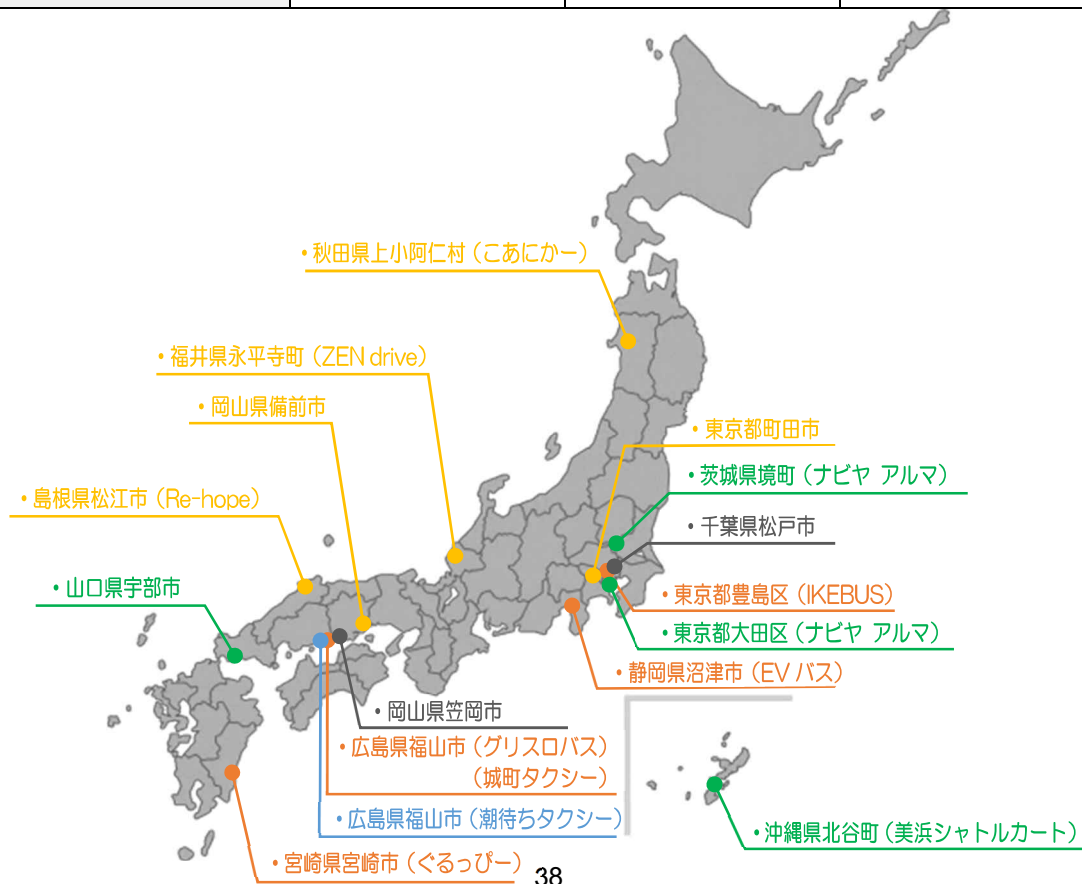 ・秋田県上小阿仁村（こあにかー）
・福井県永平寺町（ZEN drive）
・岡山県備前市
・東京都町田市
・茨城県境町（ナビヤ アルマ）
・島根県松江市（Re-hope）
・千葉県松戸市
・山口県宇部市
・東京都豊島区（IKEBUS）
・東京都大田区（ナビヤ アルマ）
・静岡県沼津市（EV バス）
・岡山県笠岡市
・広島県福山市（グリスロバス）
（城町タクシー）
・広島県福山市（潮待ちタクシー）
・沖縄県北谷町（美浜シャトルカート）
・宮崎県宮崎市（ぐるっぴー）
38